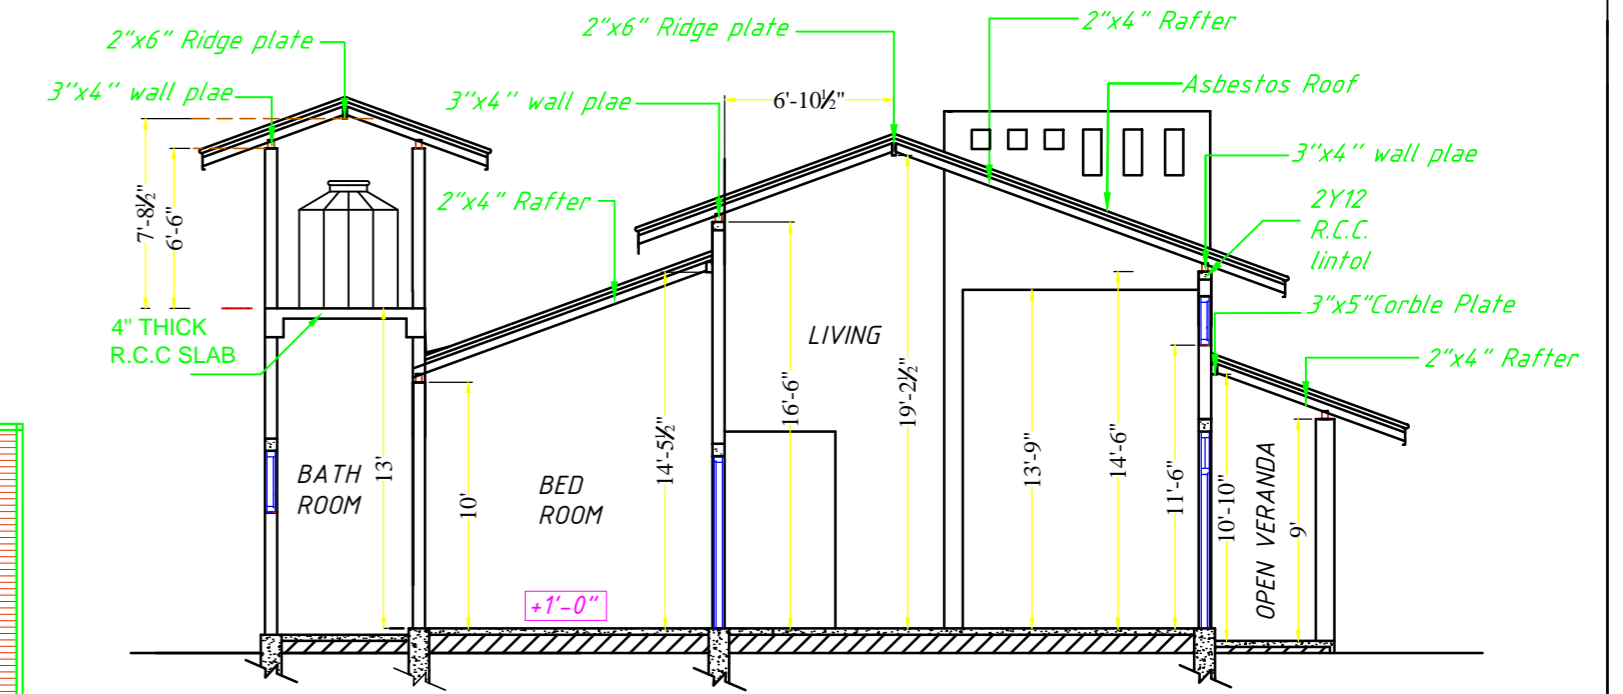 2"x6" Ridge plate
3"x4" wall plae
2"x6" Ridge plate
3"x4" wall plae
2"x4" Rafter
6'-10½"
2"x4" Rafter
Asbestos Roof
3"x4" wall plae
2Y12
R.C.C.
lintol
3"x5"Corble Plate
2"x4" Rafter
7'-8½"
6'-6"
4" THICK
R.C.C SLAB
BATH
ROOM
13'
10'
BED
ROOM
+1'-0"
14'-5½"
LIVING
16'-6"
19'-2½"
13'-9"
14'-6"
11'-6"
10'-10"
OPEN VERANDA
9'